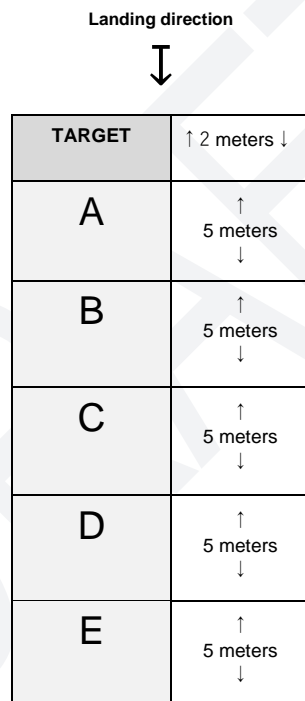 Landing direction
TARGET
↑ 2 meters ↓
A
↑
5 meters
↓
B
↑
5 meters
↓
C
↑
5 meters
↓
D
↑
5 meters
↓
E
↑
5 meters
↓